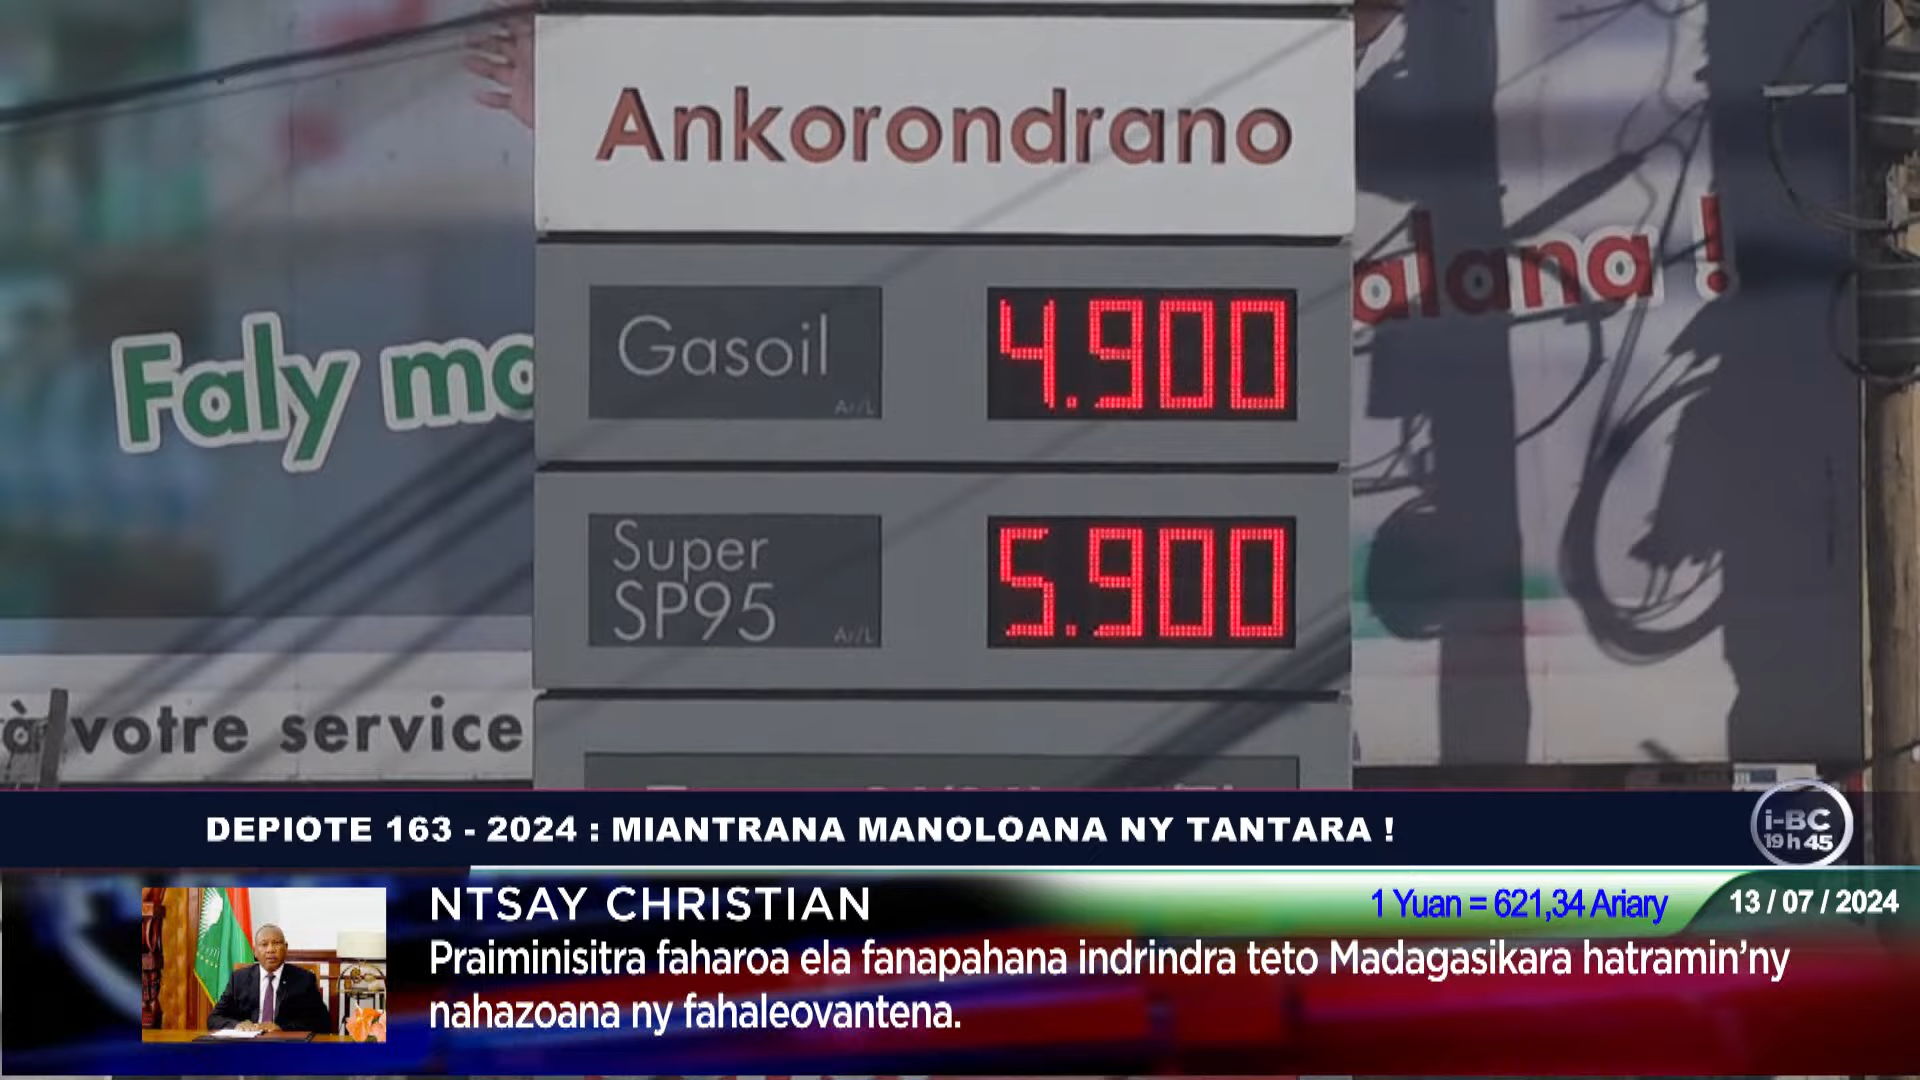 Ankorondrano
Gasoil
Ar/L
4.900
Faly mo
alana !
Super
SP95
Ar/L
5.900
à votre service
DEPIOTE 163 - 2024 : MIANTRANA MANOLOANA NY TANTARA !
i-BC
19h45
NTSAY CHRISTIAN
1 Yuan = 621,34 Ariary
13 / 07 / 2024
Praiminisitra faharoa ela fanapahana indrindra teto Madagasikara hatramin’ny
nahazoana ny fahaleovantena.